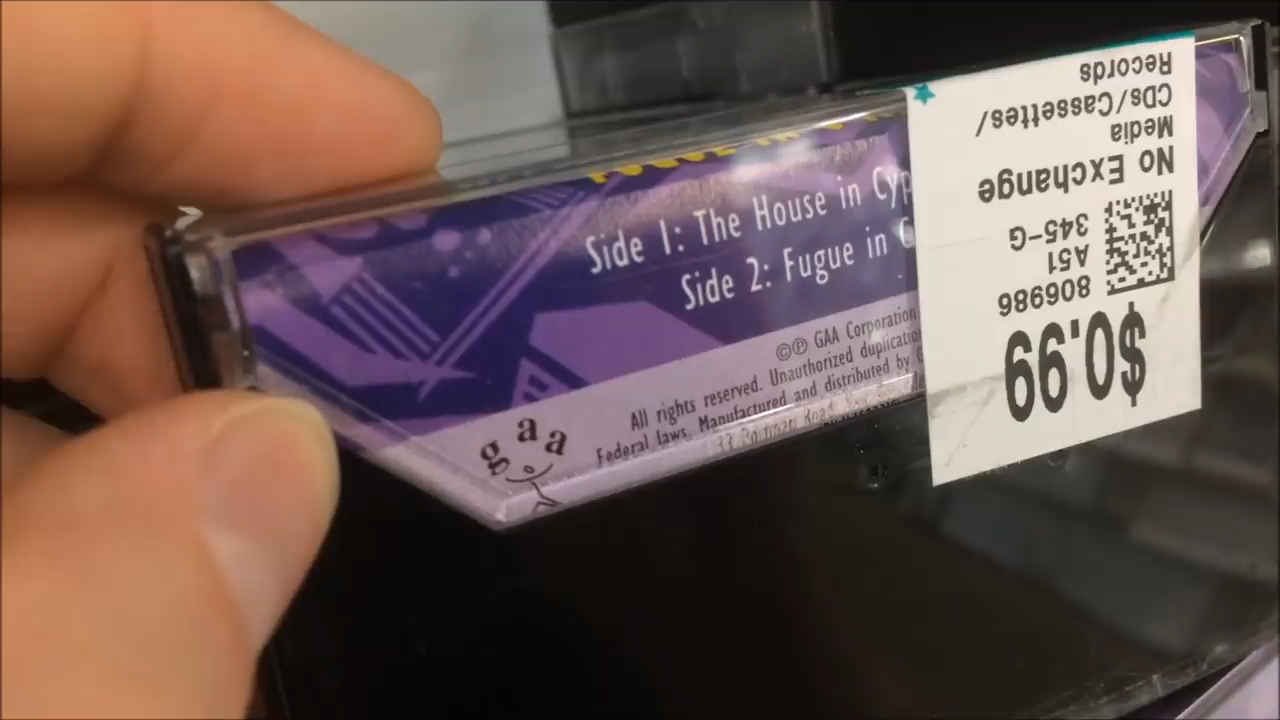 Side 1: The House in Cyp
Side 2: Fugue in C
©℗ GAA Corporation
All rights reserved. Unauthorized duplication
Federal laws. Manufactured and distributed by G
Road,
gaa
$0.99
806986
A51
345-G
No Exchange
Media
CDs/Cassettes/
Records